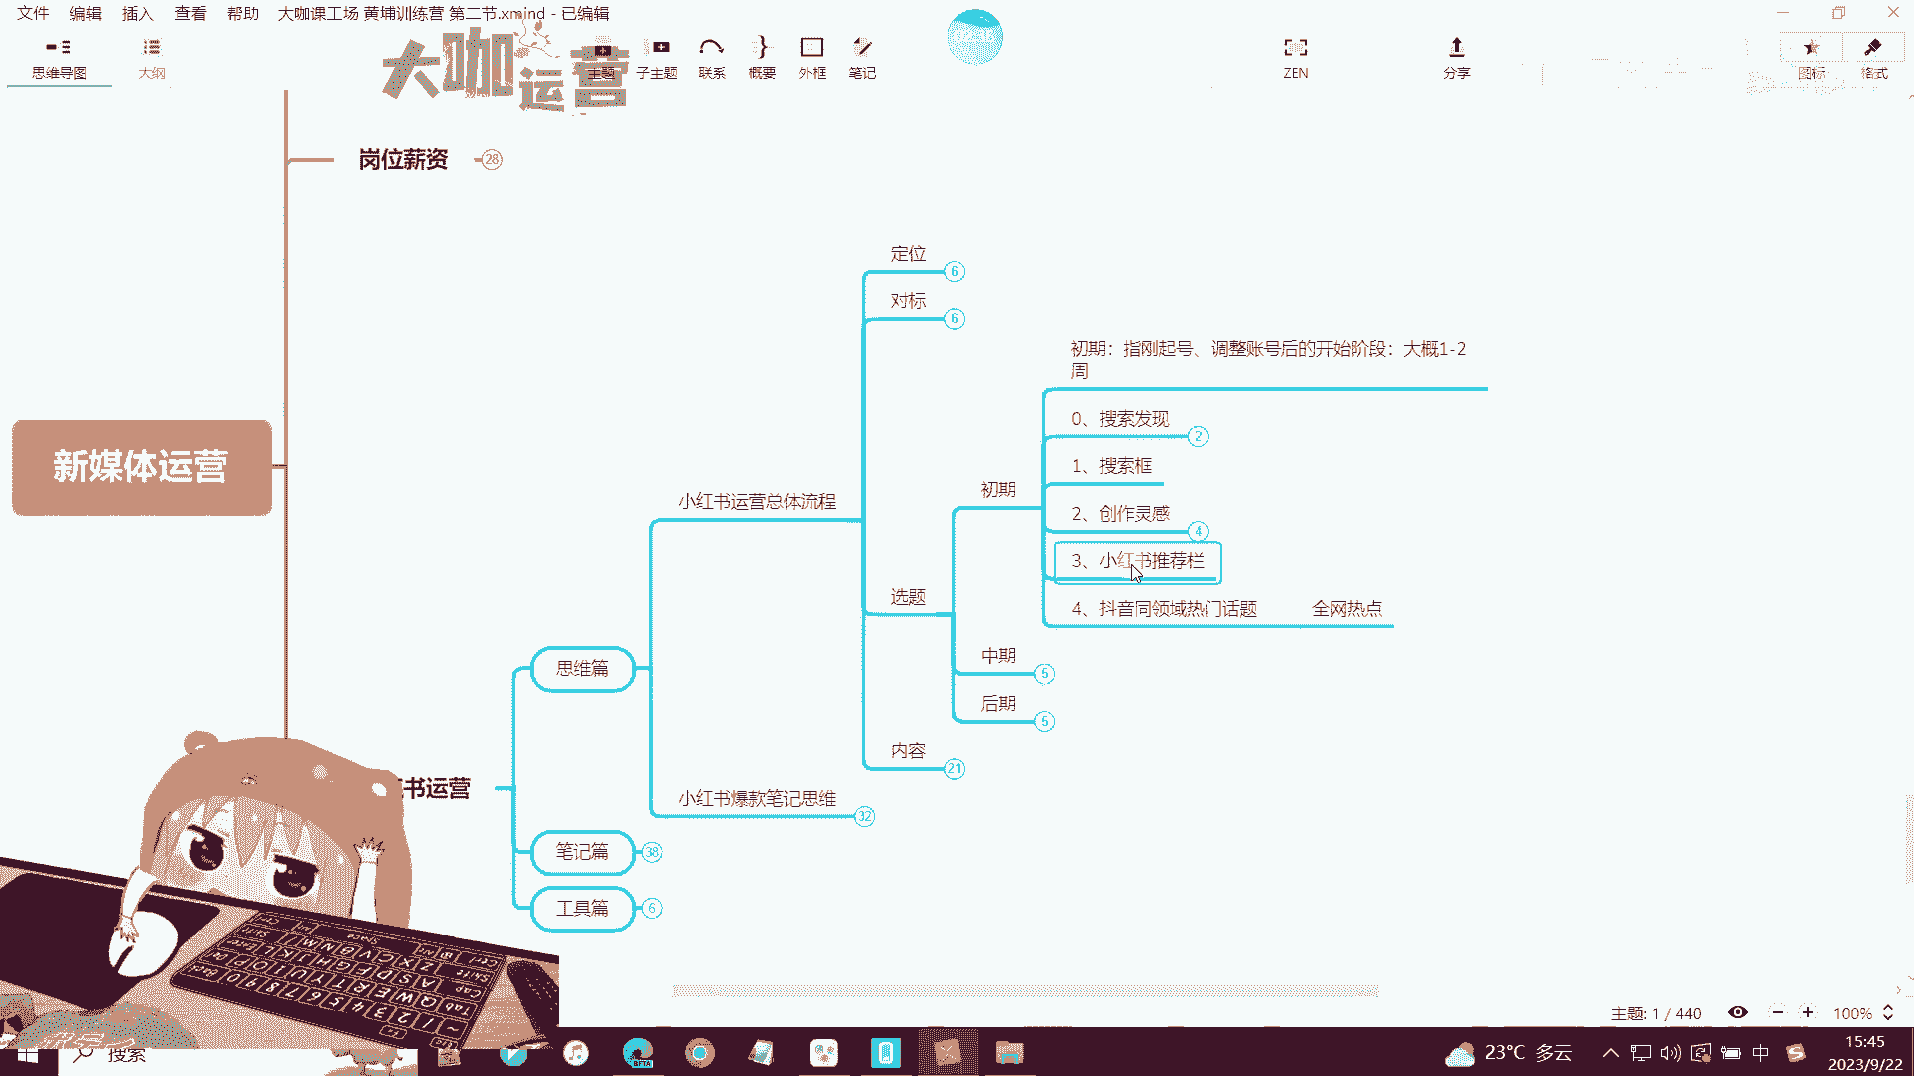 文件 编辑 插入 查看 帮助 大咖课工场 黄埔训练营 第二节.xmind - 已编辑
思维导图 大纲 主题 子主题 联系 概要 外框 笔记 ZEN 分享 图标 格式
大咖运营
岗位薪资 28
定位 6
对标 6
初期：指刚起号、调整账号后的开始阶段：大概1-2
周
0、搜索发现 2
1、搜索框
新媒体运营
初期
小红书运营总体流程
2、创作灵感 4
3、小红书推荐栏
选题
4、抖音同领域热门话题 全网热点
中期 5
思维篇
后期 5
内容 21
书运营
小红书爆款笔记思维 32
笔记篇 38
工具篇 6
主题: 1 / 440 100%
搜索
BETA
23°C 多云
中
15:45
2023/9/22